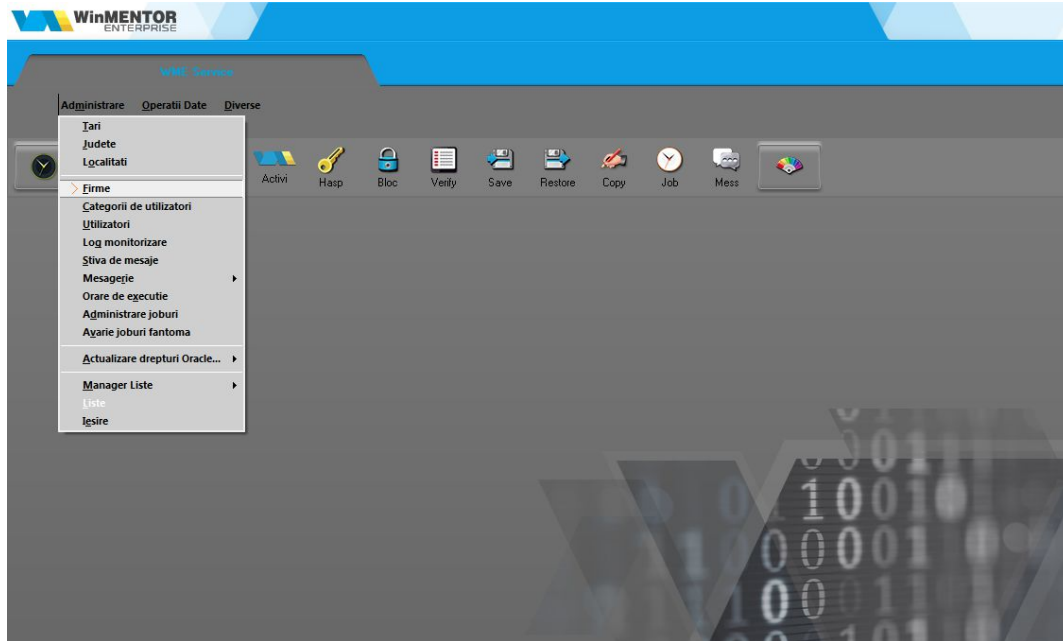 WinMENTOR
ENTERPRISE
WME Service
Administrare Operatii Date Diverse
Tari
Judete
Localitati
Firme
Categorii de utilizatori
Utilizatori
Log monitorizare
Stiva de mesaje
Mesagerie
Orare de executie
Administrare joburi
Avarie joburi fantoma
Actualizare drepturi Oracle...
Manager Liste
Liste
Iesire
Activi Hasp Bloc Verify Save Restore Copy Job Mess